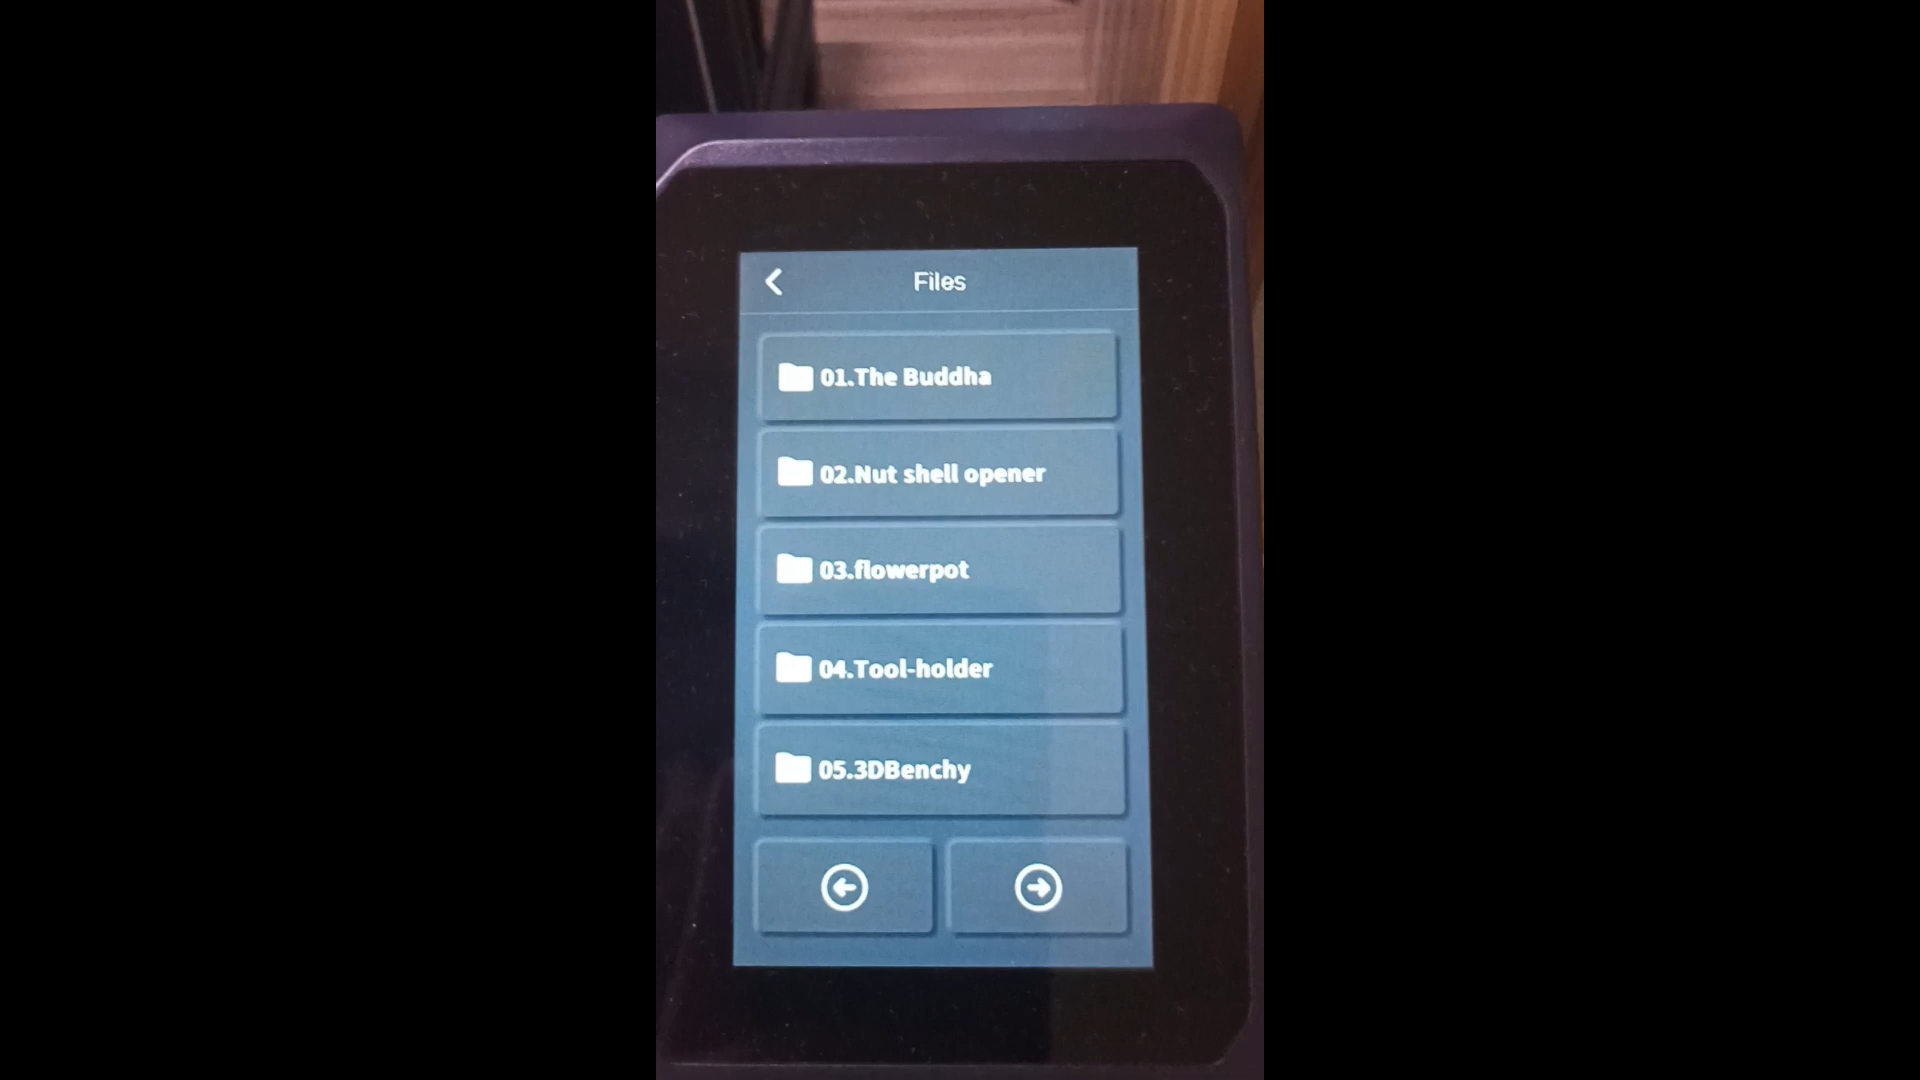 Files
01.The Buddha
02.Nut shell opener
03.flowerpot
04.Tool-holder
05.3DBenchy